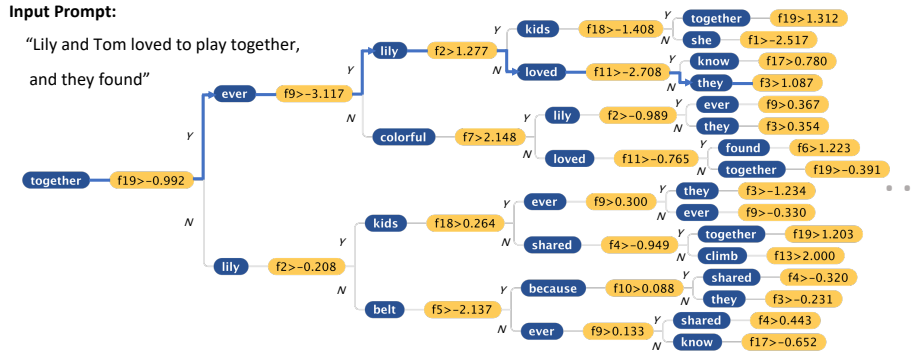 Input Prompt:
“Lily and Tom loved to play together,
and they found”
together f19>-0.992
Y
N
ever f9>-3.117
Y
N
lily f2>-0.208
Y
N
lily f2>1.277
Y
N
colorful f7>2.148
Y
N
kids f18>0.264
Y
N
belt f5>-2.137
Y
N
kids f18>-1.408
Y
N
loved f11>-2.708
Y
N
lily f2>-0.989
Y
N
loved f11>-0.765
Y
N
ever f9>0.300
Y
N
shared f4>-0.949
Y
N
because f10>0.088
Y
N
ever f9>0.133
Y
N
together f19>1.312
she f1>-2.517
know f17>0.780
they f3>1.087
ever f9>0.367
they f3>0.354
found f6>1.223
together f19>-0.391
they f3>-1.234
ever f9>-0.330
together f19>1.203
climb f13>2.000
shared f4>-0.320
they f3>-0.231
shared f4>0.443
know f17>-0.652